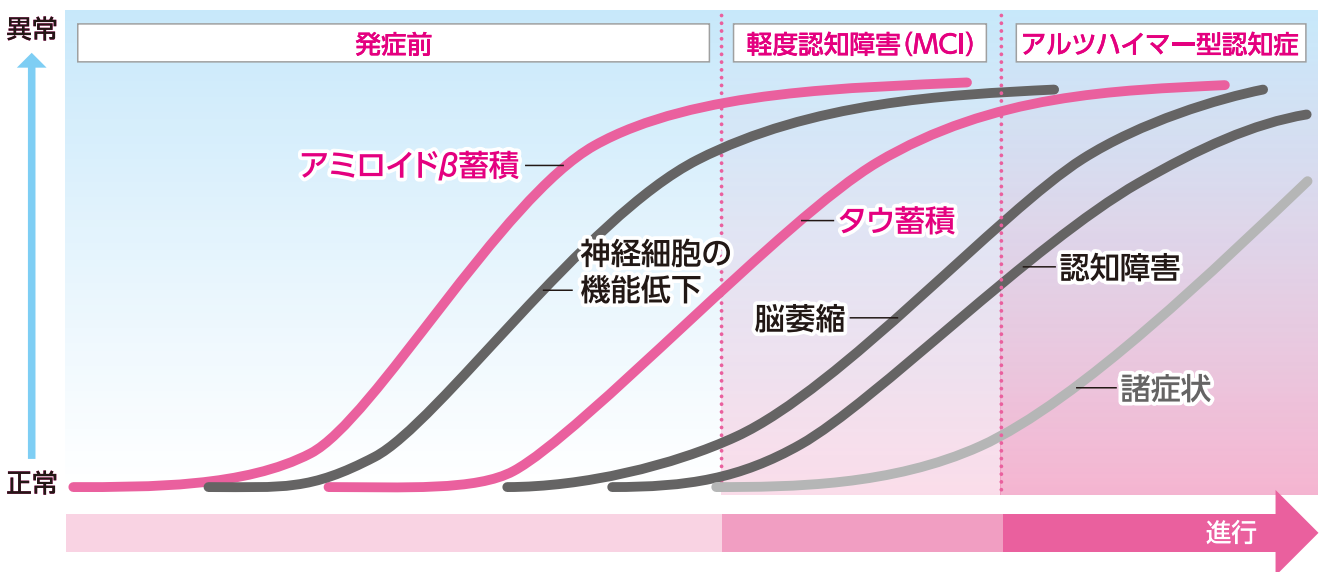 異常
発症前
軽度認知障害(MCI)
アルツハイマー型認知症
アミロイドβ蓄積
タウ蓄積
神経細胞の
機能低下
認知障害
脳萎縮
諸症状
正常
進行